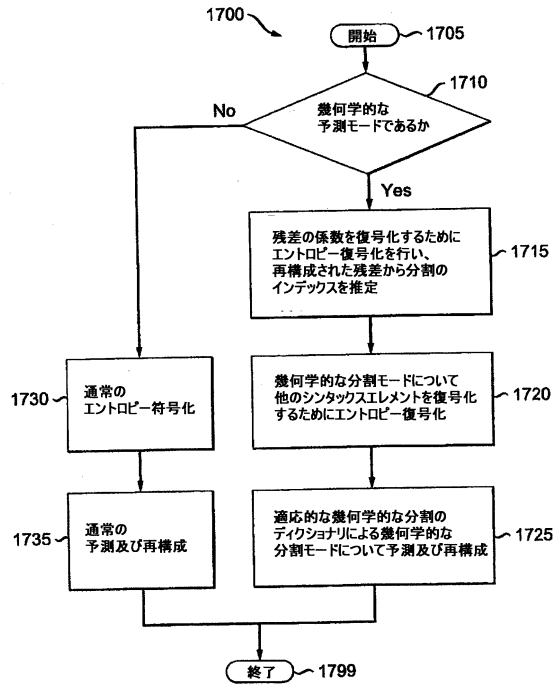 1700
開始
1705
1710
幾何学的な
予測モードであるか
No
Yes
残差の係数を復号化するために
エントロピー復号化を行い、
再構成された残差から分割の
インデックスを推定
1715
1730
通常の
エントロピー符号化
幾何学的な分割モードについて
他のシンタックスエレメントを復号化
するためにエントロピー復号化
1720
1735
通常の
予測及び再構成
適応的な幾何学的な分割の
ディクショナリによる幾何学的な
分割モードについて予測及び再構成
1725
終了
1799